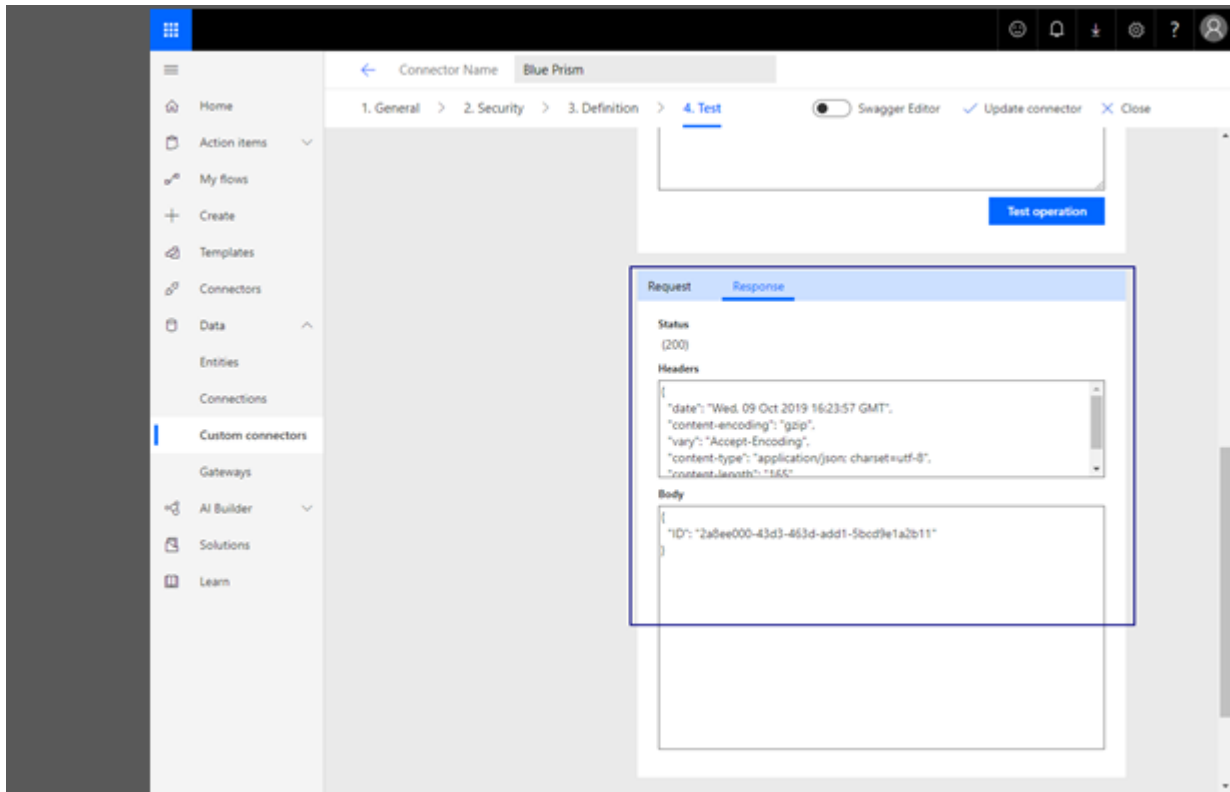 ?
Connector Name Blue Prism
1. General > 2. Security > 3. Definition > 4. Test Swagger Editor Update connector Close
Home
Action items
My flows
Create
Templates
Connectors
Data
Entities
Connections
Custom connectors
Gateways
AI Builder
Solutions
Learn
Test operation
Request Response
Status
(200)
Headers
{
"date": "Wed, 09 Oct 2019 16:23:57 GMT",
"content-encoding": "gzip",
"vary": "Accept-Encoding",
"content-type": "application/json; charset=utf-8",
"content-length": "165"
Body
{
"ID": "2a8ee000-43d3-463d-add1-5bcd9e1a2b11"
}